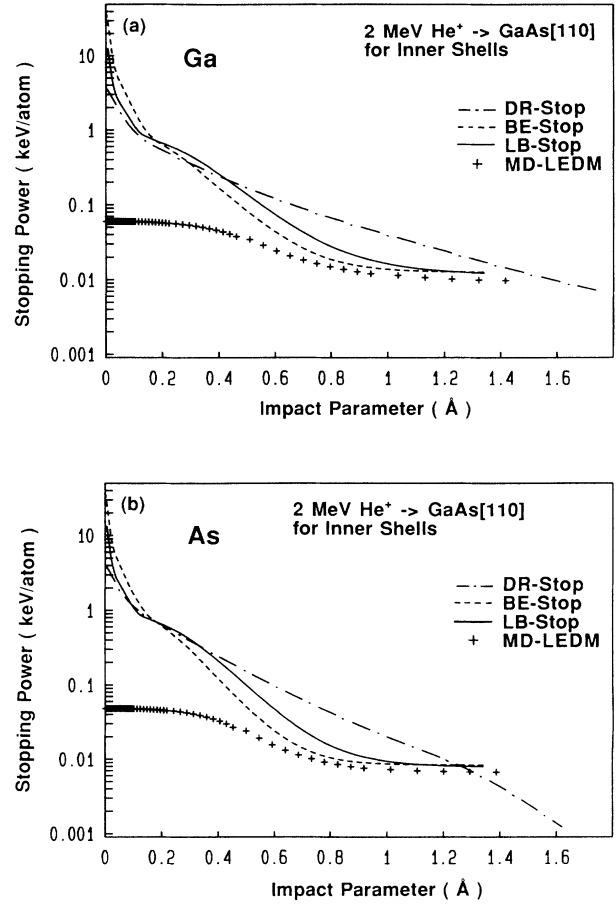 (a)
2 MeV He⁺ -> GaAs[110]
for Inner Shells
Ga
DR-Stop
BE-Stop
LB-Stop
MD-LEDM
Stopping Power ( keV/atom )
10
1
0.1
0.01
0.001
0 0.2 0.4 0.6 0.8 1 1.2 1.4 1.6
Impact Parameter ( Å )
(b)
2 MeV He⁺ -> GaAs[110]
for Inner Shells
As
DR-Stop
BE-Stop
LB-Stop
MD-LEDM
Stopping Power ( keV/atom )
10
1
0.1
0.01
0.001
0 0.2 0.4 0.6 0.8 1 1.2 1.4 1.6
Impact Parameter ( Å )